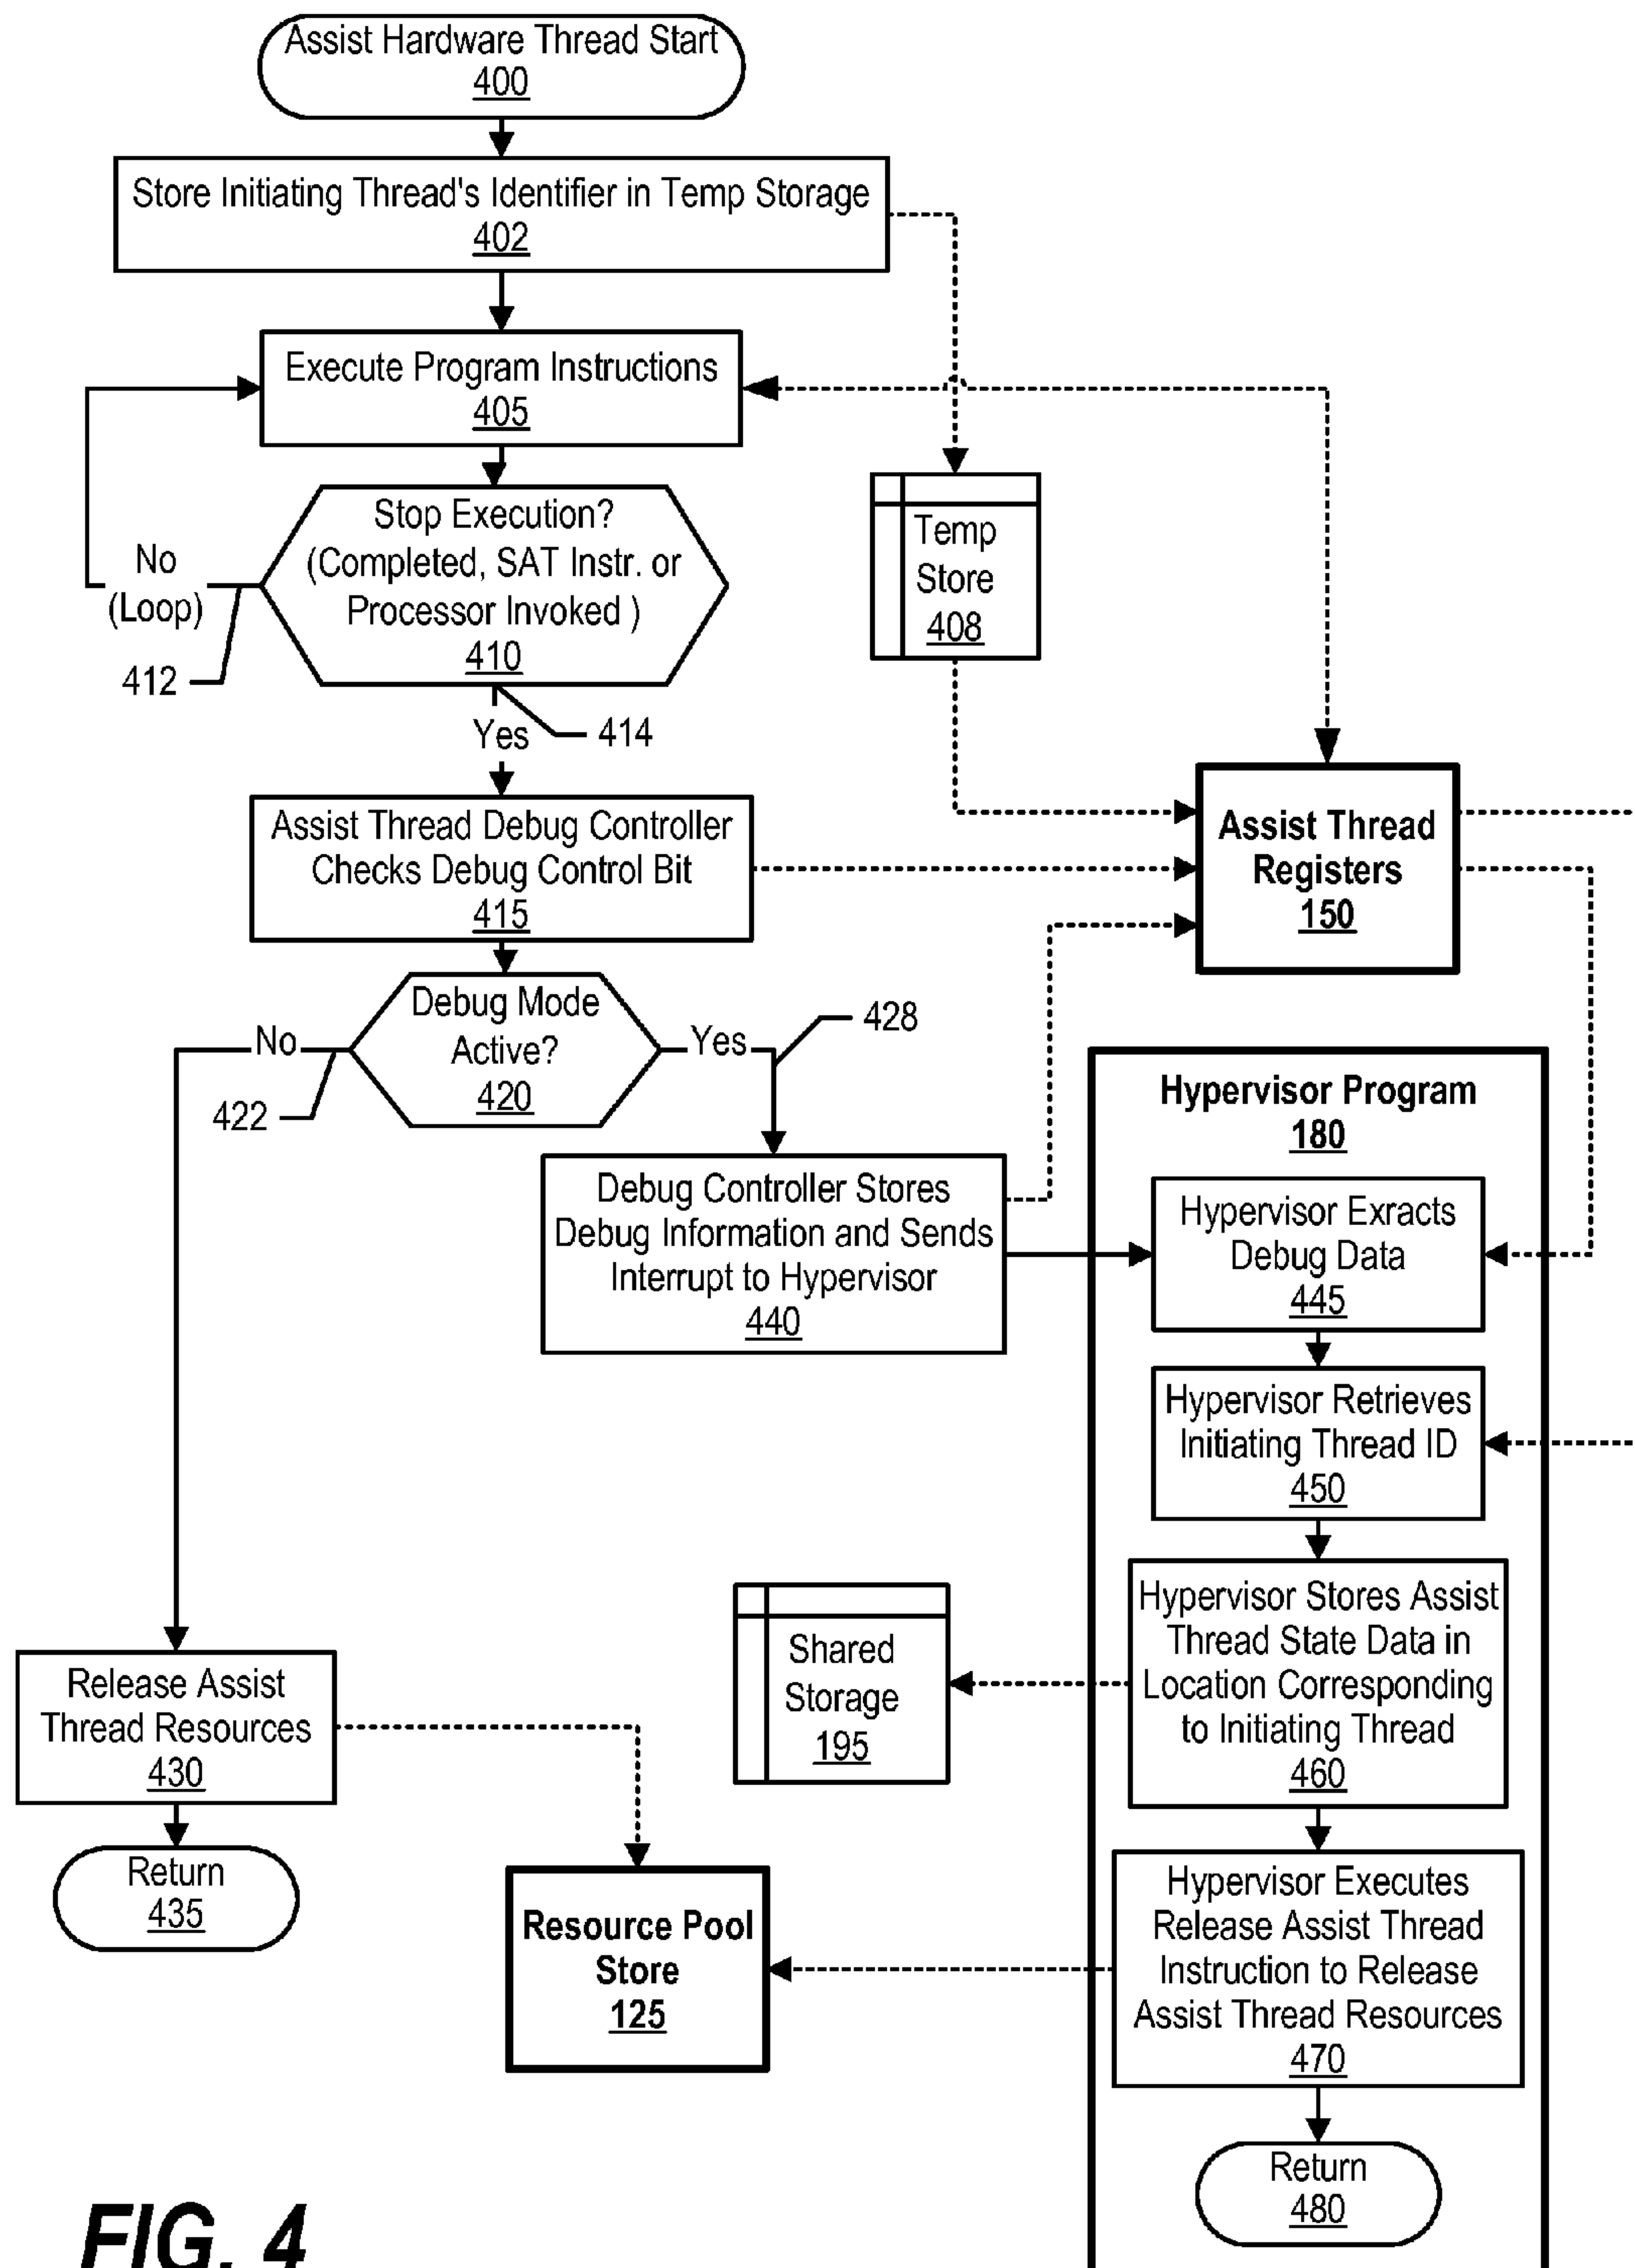 Assist Hardware Thread Start
400
Store Initiating Thread's Identifier in Temp Storage
402
Execute Program Instructions
405
Stop Execution?
(Completed, SAT Instr. or
Processor Invoked )
410
No
(Loop)
412
Yes
414
Temp
Store
408
Assist Thread Debug Controller
Checks Debug Control Bit
415
Assist Thread
Registers
150
Debug Mode
Active?
420
No
422
Yes
428
Debug Controller Stores
Debug Information and Sends
Interrupt to Hypervisor
440
Hypervisor Program
180
Hypervisor Exracts
Debug Data
445
Hypervisor Retrieves
Initiating Thread ID
450
Hypervisor Stores Assist
Thread State Data in
Location Corresponding
to Initiating Thread
460
Shared
Storage
195
Release Assist
Thread Resources
430
Return
435
Resource Pool
Store
125
Hypervisor Executes
Release Assist Thread
Instruction to Release
Assist Thread Resources
470
Return
480
FIG. 4